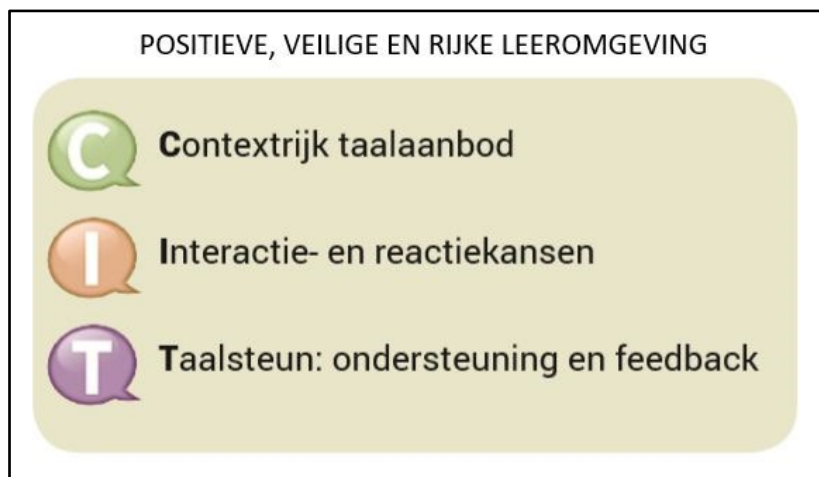 POSITIEVE, VEILIGE EN RIJKE LEEROMGEVING
C Contextrijk taalaanbod
I Interactie- en reactiekansen
T Taalsteun: ondersteuning en feedback